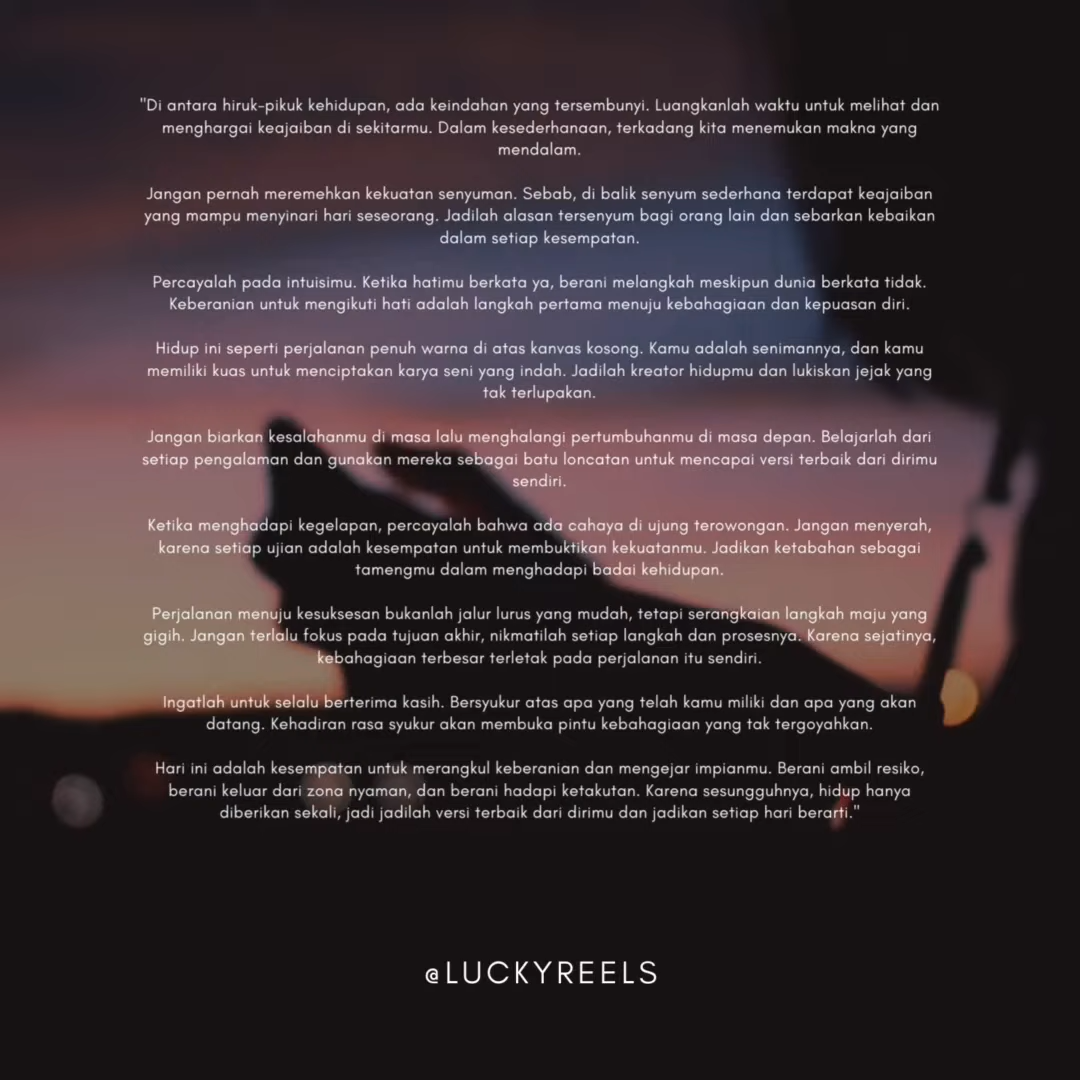 "Di antara hiruk-pikuk kehidupan, ada keindahan yang tersembunyi. Luangkanlah waktu untuk melihat dan
menghargai keajaiban di sekitarmu. Dalam kesederhanaan, terkadang kita menemukan makna yang
mendalam.
Jangan pernah meremehkan kekuatan senyuman. Sebab, di balik senyum sederhana terdapat keajaiban
yang mampu menyinari hari seseorang. Jadilah alasan tersenyum bagi orang lain dan sebarkan kebaikan
dalam setiap kesempatan.
Percayalah pada intuisimu. Ketika hatimu berkata ya, berani melangkah meskipun dunia berkata tidak.
Keberanian untuk mengikuti hati adalah langkah pertama menuju kebahagiaan dan kepuasan diri.
Hidup ini seperti perjalanan penuh warna di atas kanvas kosong. Kamu adalah senimannya, dan kamu
memiliki kuas untuk menciptakan karya seni yang indah. Jadilah kreator hidupmu dan lukiskan jejak yang
tak terlupakan.
Jangan biarkan kesalahanmu di masa lalu menghalangi pertumbuhanmu di masa depan. Belajarlah dari
setiap pengalaman dan gunakan mereka sebagai batu loncatan untuk mencapai versi terbaik dari dirimu
sendiri.
Ketika menghadapi kegelapan, percayalah bahwa ada cahaya di ujung terowongan. Jangan menyerah,
karena setiap ujian adalah kesempatan untuk membuktikan kekuatanmu. Jadikan ketabahan sebagai
tamengmu dalam menghadapi badai kehidupan.
Perjalanan menuju kesuksesan bukanlah jalur lurus yang mudah, tetapi serangkaian langkah maju yang
gigih. Jangan terlalu fokus pada tujuan akhir, nikmatilah setiap langkah dan prosesnya. Karena sejatinya,
kebahagiaan terbesar terletak pada perjalanan itu sendiri.
Ingatlah untuk selalu berterima kasih. Bersyukur atas apa yang telah kamu miliki dan apa yang akan
datang. Kehadiran rasa syukur akan membuka pintu kebahagiaan yang tak tergoyahkan.
Hari ini adalah kesempatan untuk merangkul keberanian dan mengejar impianmu. Berani ambil resiko,
berani keluar dari zona nyaman, dan berani hadapi ketakutan. Karena sesungguhnya, hidup hanya
diberikan sekali, jadi jadilah versi terbaik dari dirimu dan jadikan setiap hari berarti."
@LUCKYREELS